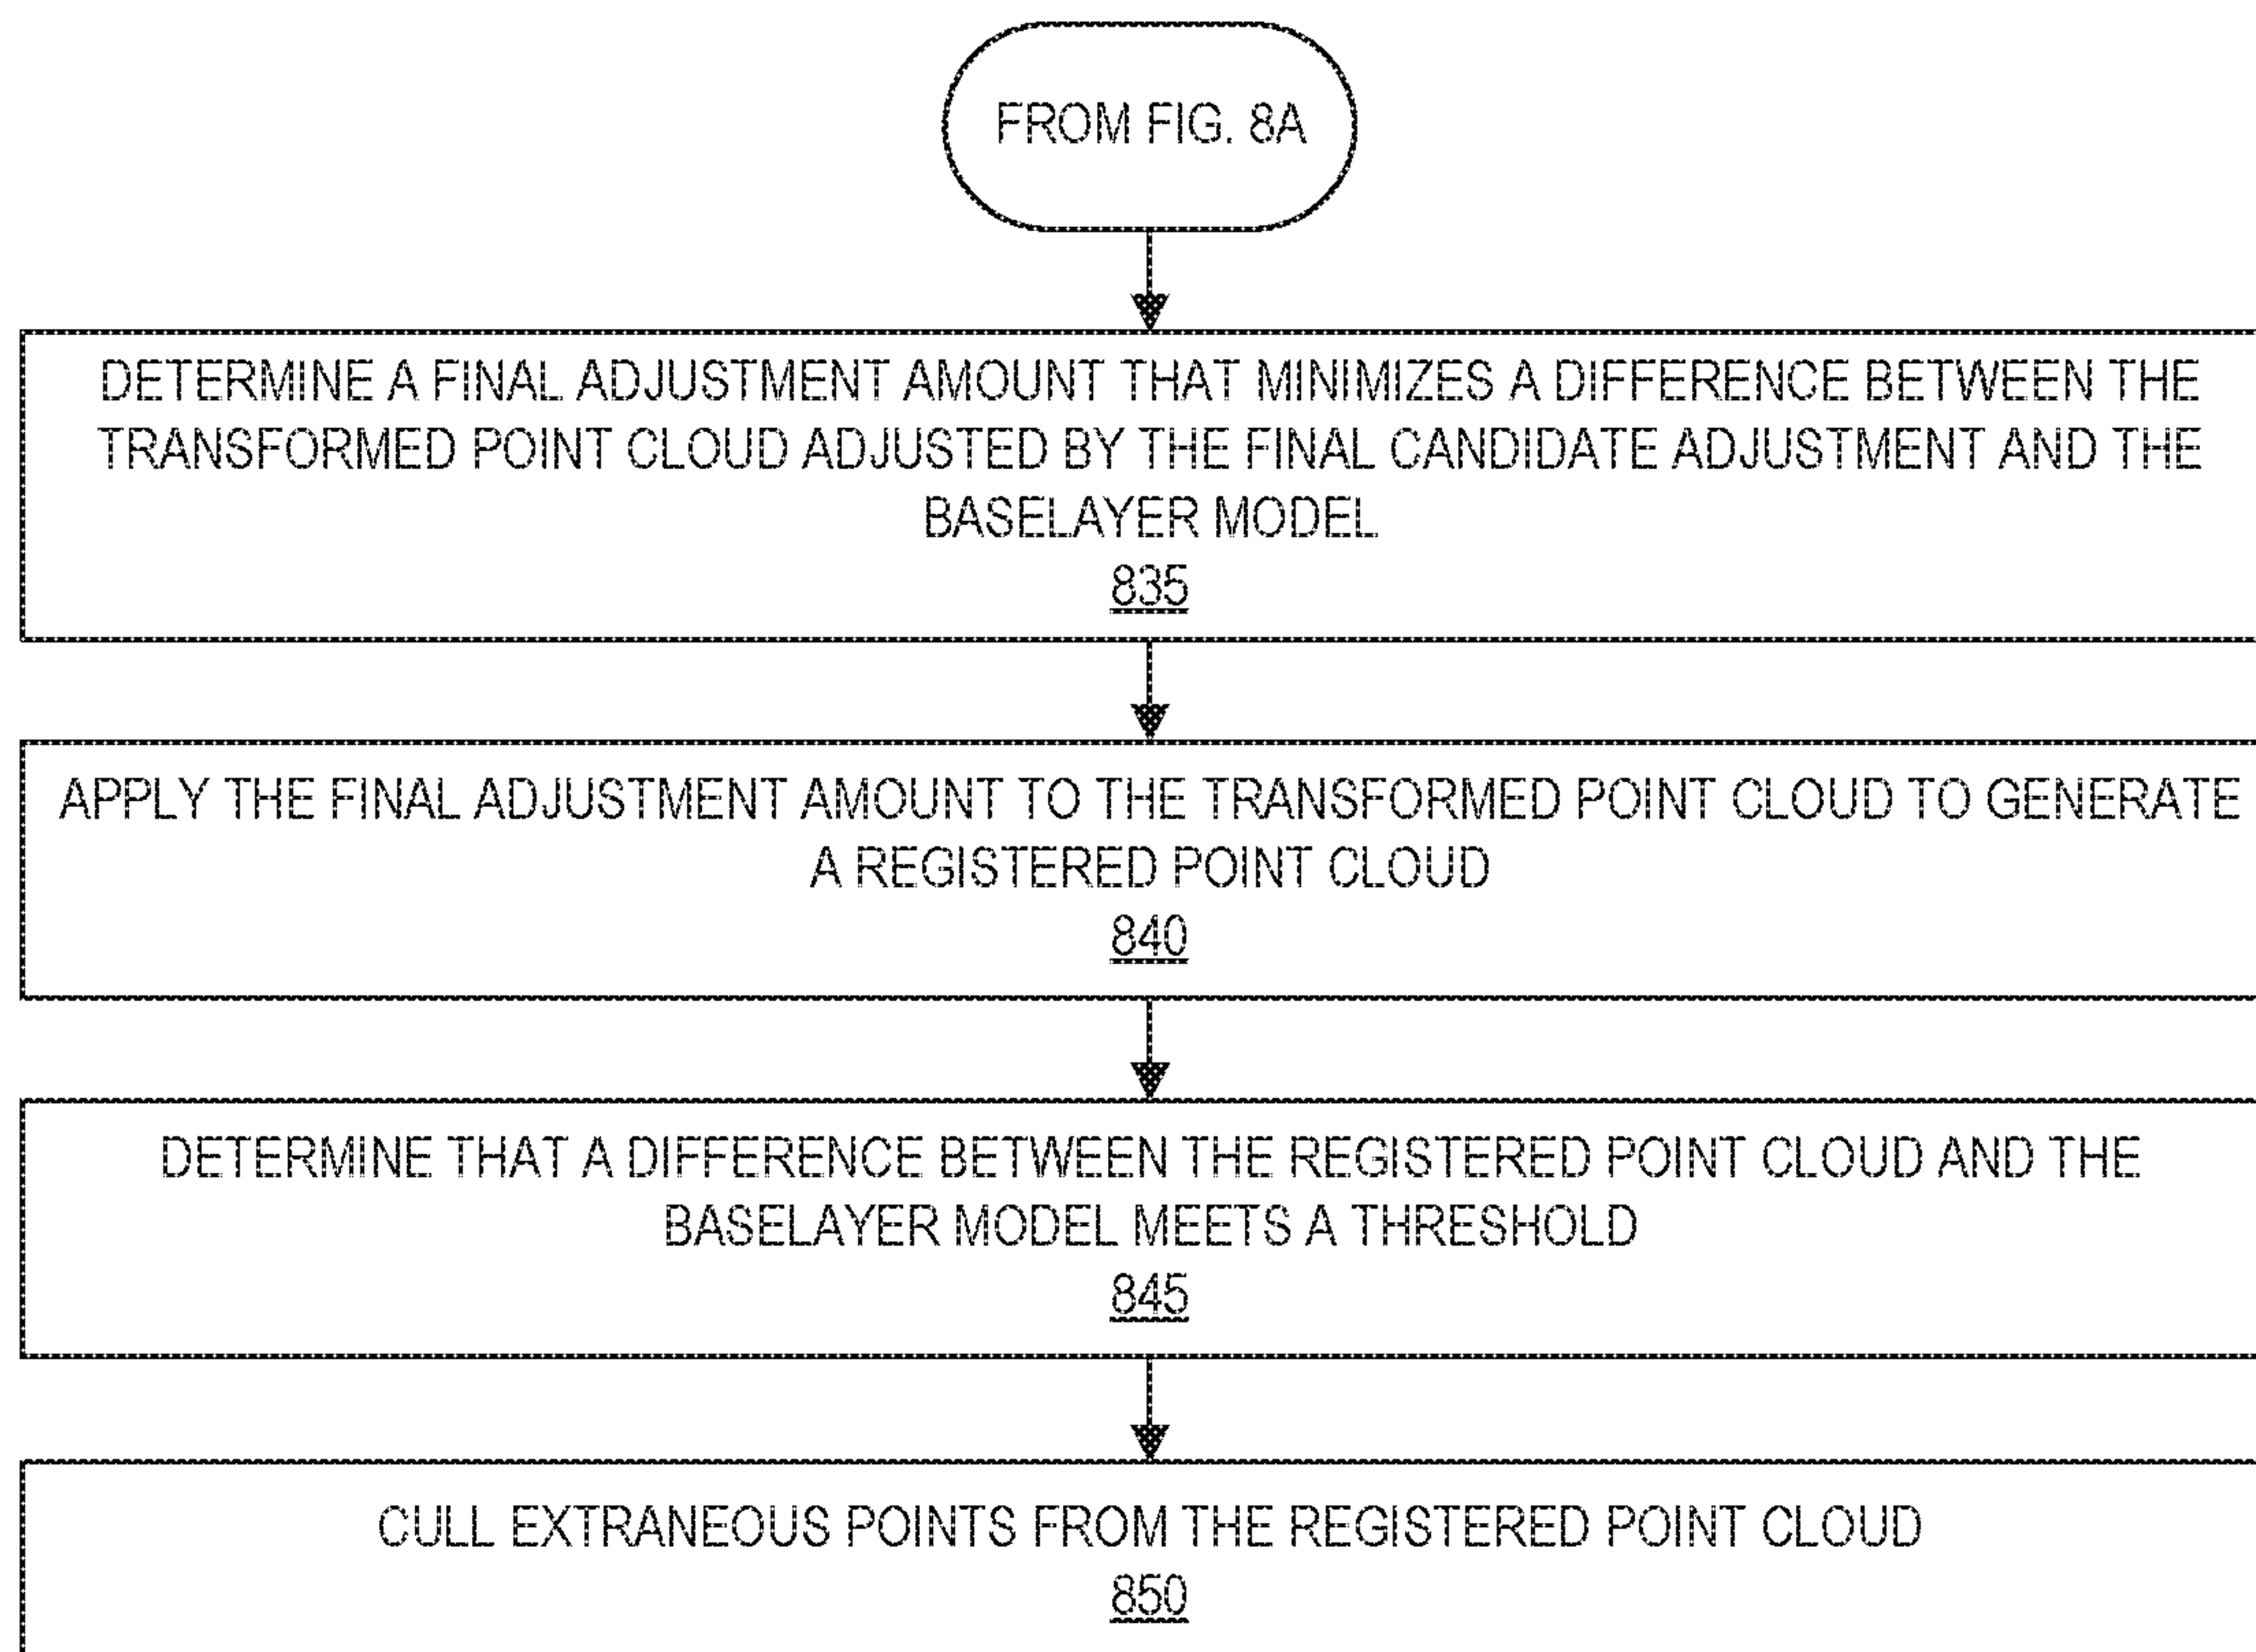 FROM FIG. 8A
DETERMINE A FINAL ADJUSTMENT AMOUNT THAT MINIMIZES A DIFFERENCE BETWEEN THE
TRANSFORMED POINT CLOUD ADJUSTED BY THE FINAL CANDIDATE ADJUSTMENT AND THE
BASELAYER MODEL
835
APPLY THE FINAL ADJUSTMENT AMOUNT TO THE TRANSFORMED POINT CLOUD TO GENERATE
A REGISTERED POINT CLOUD
840
DETERMINE THAT A DIFFERENCE BETWEEN THE REGISTERED POINT CLOUD AND THE
BASELAYER MODEL MEETS A THRESHOLD
845
CULL EXTRANEOUS POINTS FROM THE REGISTERED POINT CLOUD
850